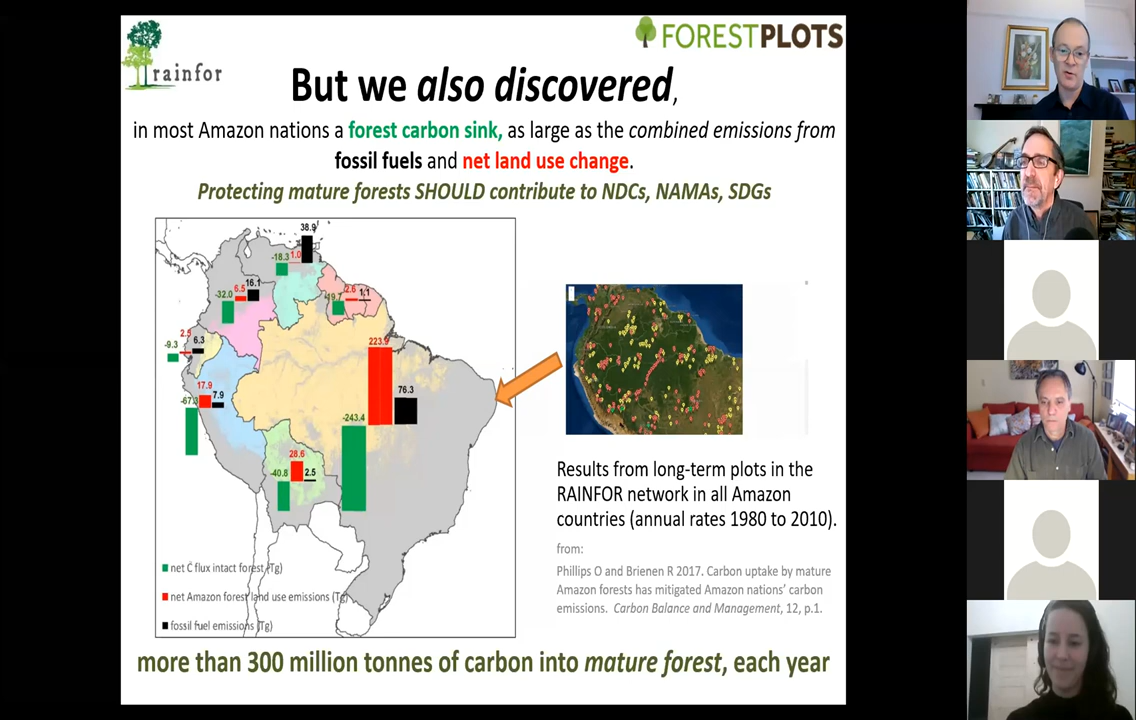 rainfor
FORESTPLOTS
But we also discovered,
in most Amazon nations a forest carbon sink, as large as the combined emissions from
fossil fuels and net land use change.
Protecting mature forests SHOULD contribute to NDCs, NAMAs, SDGs
38.9
-18.3
1.0
16.1
6.5
-32.0
2.6
1.1
2.5
-9.3
6.3
223.9
17.9
7.9
76.3
-243.4
28.6
-40.8
2.5
Results from long-term plots in the
RAINFOR network in all Amazon
countries (annual rates 1980 to 2010).
from:
Phillips O and Brienen R 2017. Carbon uptake by mature
Amazon forests has mitigated Amazon nations' carbon
emissions. Carbon Balance and Management, 12, p.1.
net C flux intact forest (Tg)
net Amazon forest land use emissions (Tg)
fossil fuel emissions (Tg)
more than 300 million tonnes of carbon into mature forest, each year